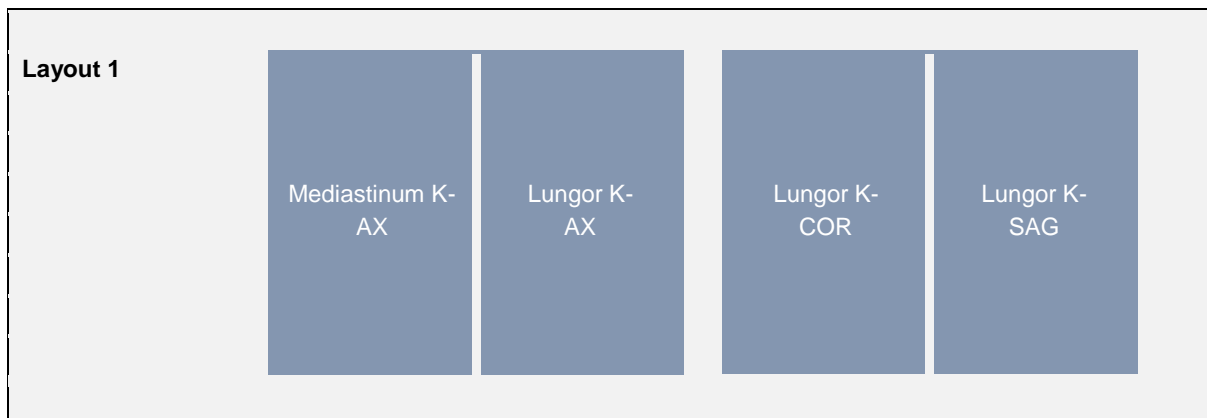 Layout 1
Mediastinum K-
AX
Lungor K-
AX
Lungor K-
COR
Lungor K-
SAG